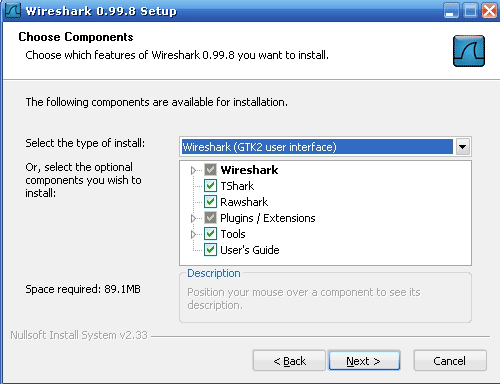 Wireshark 0.99.8 Setup
Choose Components
Choose which features of Wireshark 0.99.8 you want to install.
The following components are available for installation.
Select the type of install:
Wireshark (GTK2 user interface)
Or, select the optional
components you wish to
install:
Wireshark
TShark
Rawshark
Plugins / Extensions
Tools
User's Guide
Space required: 89.1MB
Description
Position your mouse over a component to see its
description.
Nullsoft Install System v2.33
< Back
Next >
Cancel